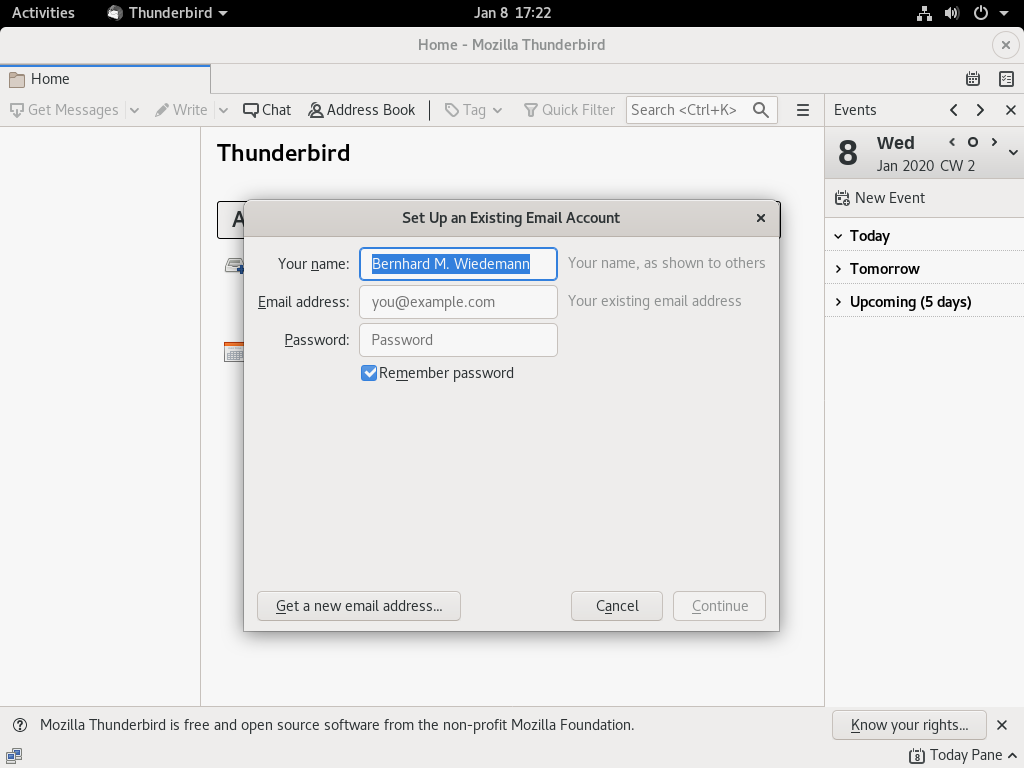 Activities Thunderbird Jan 8 17:22
Home - Mozilla Thunderbird
Home
Get Messages Write Chat Address Book Tag Quick Filter Search <Ctrl+K> Events
Thunderbird
8 Wed
Jan 2020 CW 2
New Event
Today
Tomorrow
Upcoming (5 days)
A
Set Up an Existing Email Account
Your name: Bernhard M. Wiedemann Your name, as shown to others
Email address: you@example.com Your existing email address
Password: Password
Remember password
Get a new email address... Cancel Continue
Mozilla Thunderbird is free and open source software from the non-profit Mozilla Foundation. Know your rights...
8 Today Pane